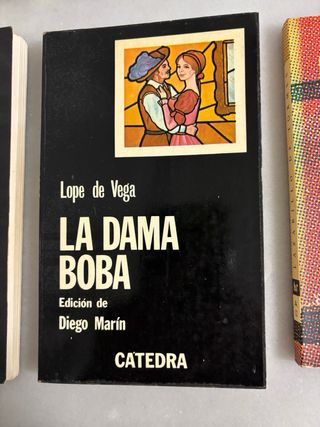 Lope de Vega
LA DAMA
BOBA
Edición de
Diego Marín
CATEDRA